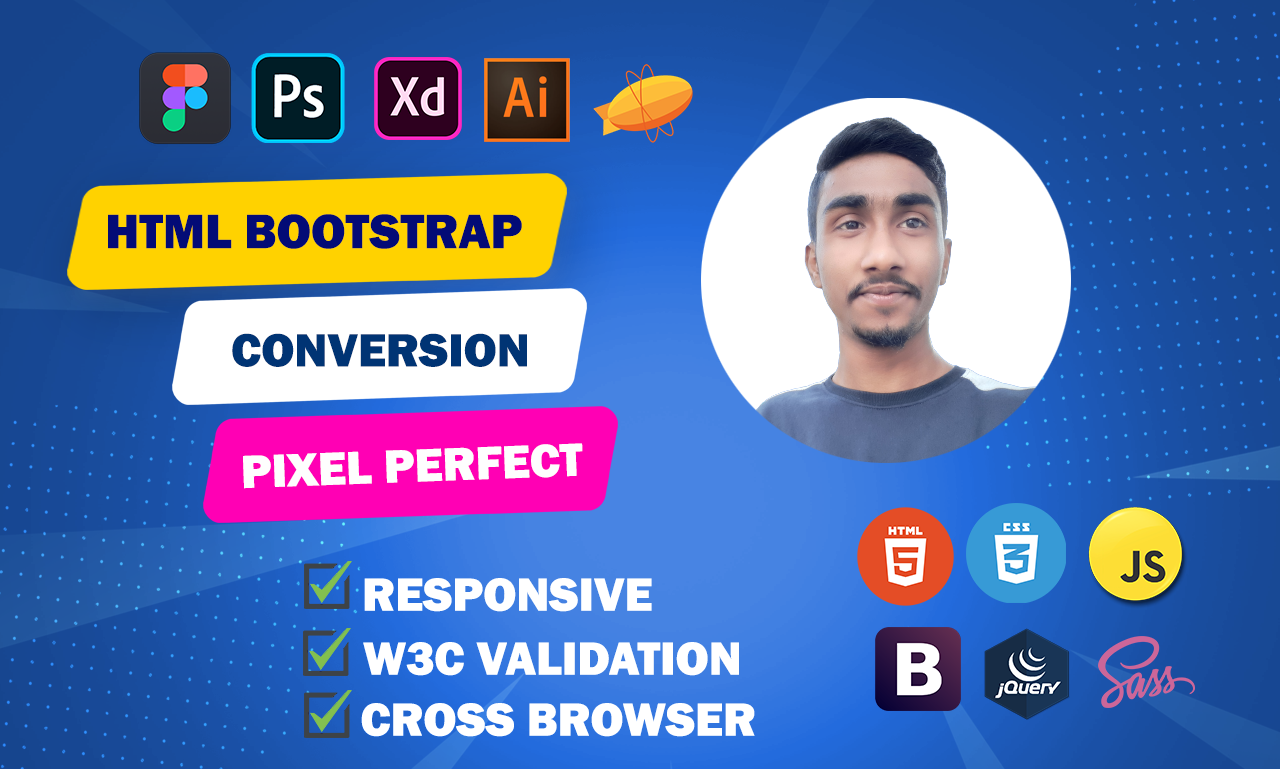 Ps
Xd
Ai
HTML BOOTSTRAP
CONVERSION
PIXEL PERFECT
RESPONSIVE
W3C VALIDATION
CROSS BROWSER
HTML
5
CSS
3
JS
B
jQuery
Sass